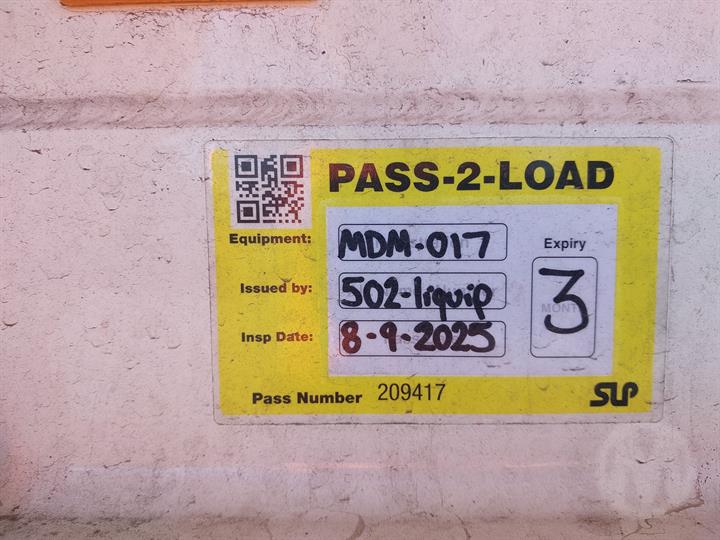 PASS-2-LOAD
Equipment: MDM-017
Expiry
Issued by: 502-liquip
3
MONTH
Insp Date: 8-9-2025
Pass Number 209417
SLP